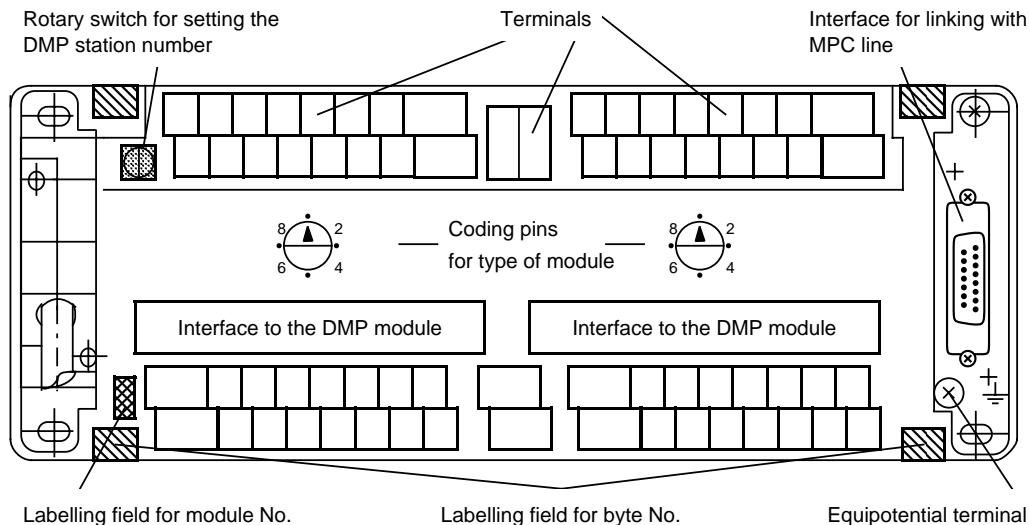 Rotary switch for setting the
DMP station number
Terminals
Interface for linking with
MPC line
8 2
6 4
Coding pins
for type of module
8 2
6 4
Interface to the DMP module
Interface to the DMP module
Labelling field for module No.
Labelling field for byte No.
Equipotential terminal